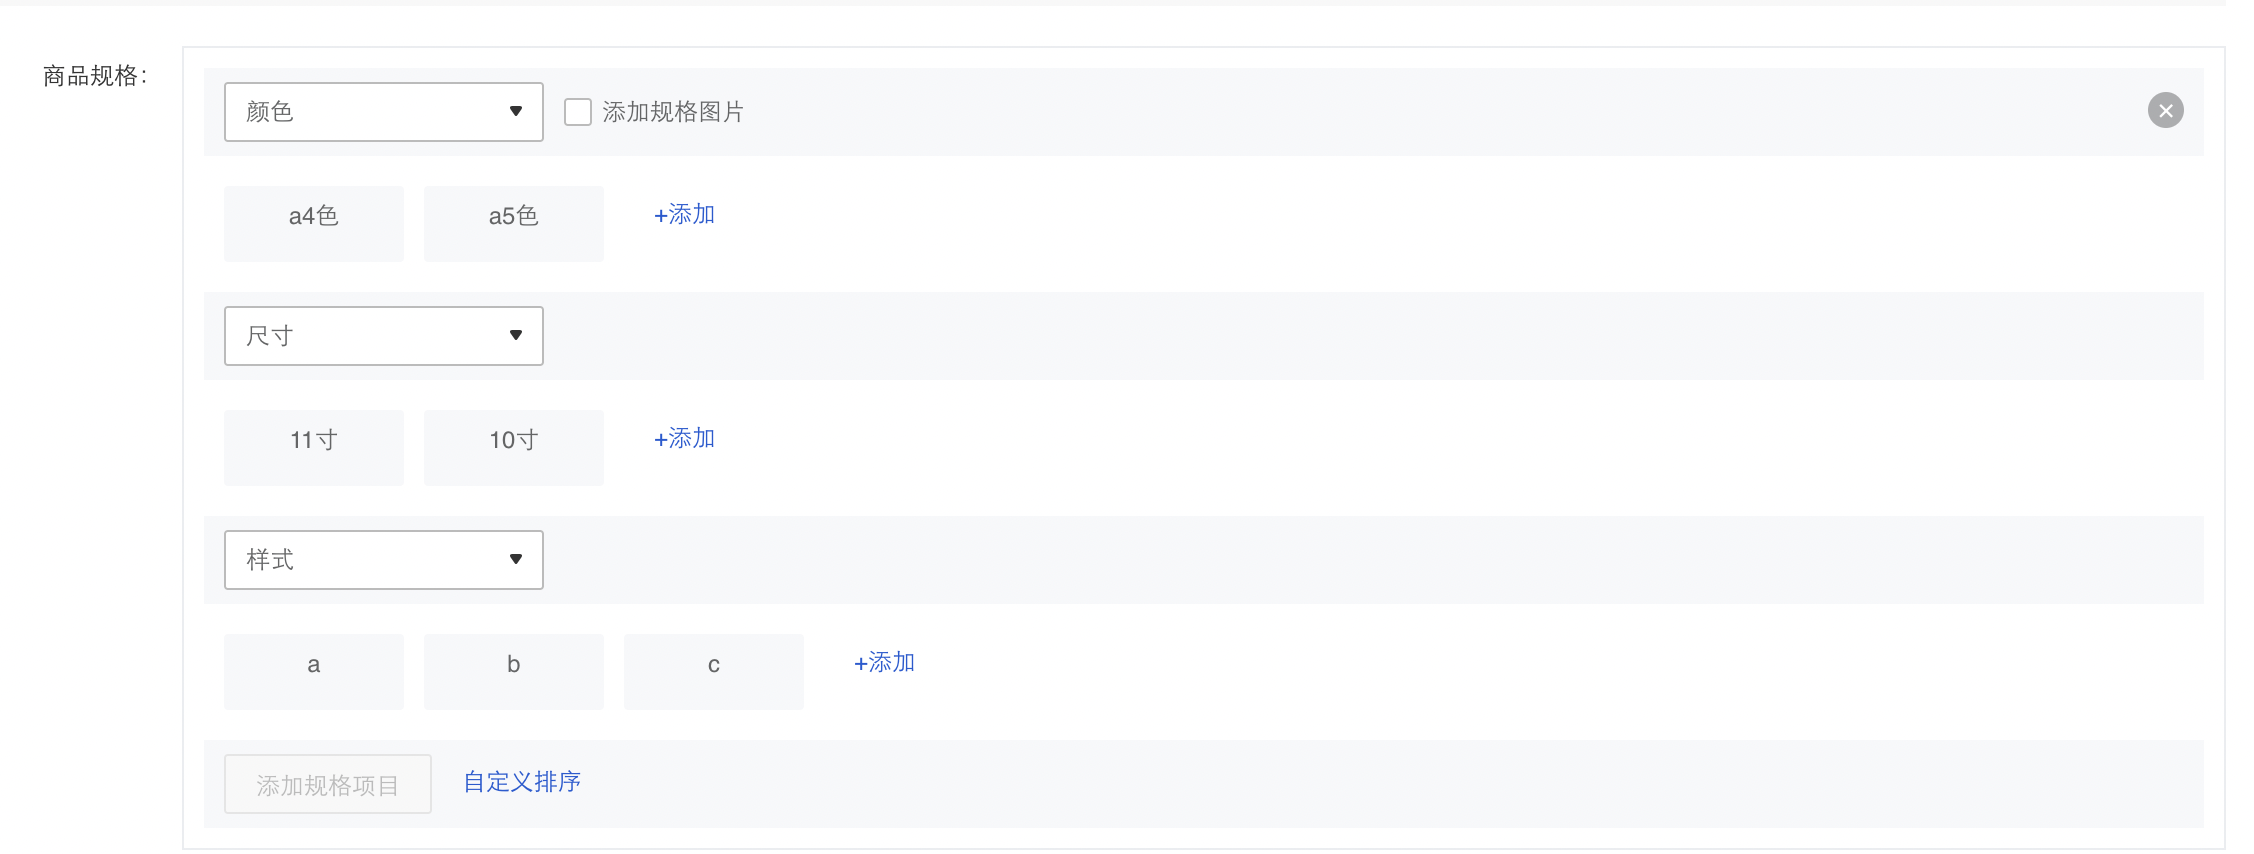 商品规格：
颜色 添加规格图片
a4色 a5色 +添加
尺寸
11寸 10寸 +添加
样式
a b c +添加
添加规格项目 自定义排序